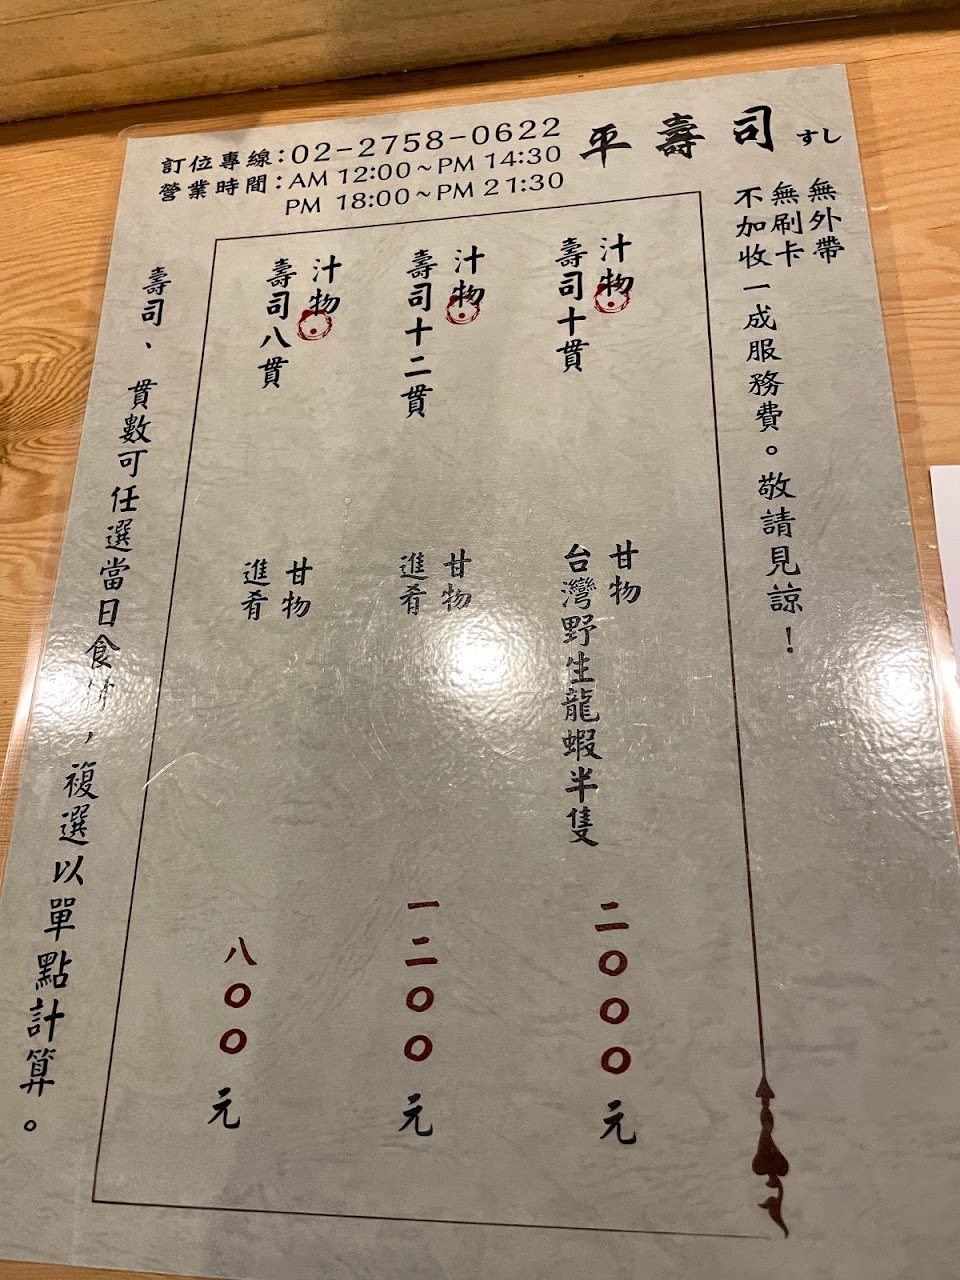 平壽司 すし
訂位專線：02-2758-0622
營業時間：AM 12:00～PM 14:30
PM 18:00～PM 21:30
無外帶
無刷卡
不加收一成服務費。敬請見諒！
汁物
壽司十貫
甘物
台灣野生龍蝦半隻
二〇〇〇元
汁物
壽司十二貫
甘物
進肴
一二〇〇元
汁物
壽司八貫
甘物
進肴
八〇〇元
壽司、貫數可任選當日食材，複選以單點計算。